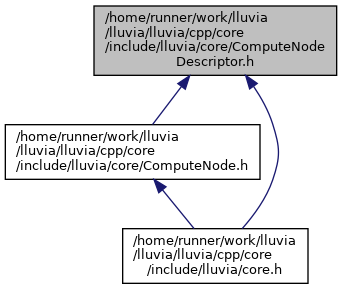 /home/runner/work/lluvia
/lluvia/lluvia/cpp/core
/include/lluvia/core/ComputeNode
Descriptor.h
/home/runner/work/lluvia
/lluvia/lluvia/cpp/core
/include/lluvia/core/ComputeNode.h
/home/runner/work/lluvia
/lluvia/lluvia/cpp/core
/include/lluvia/core.h